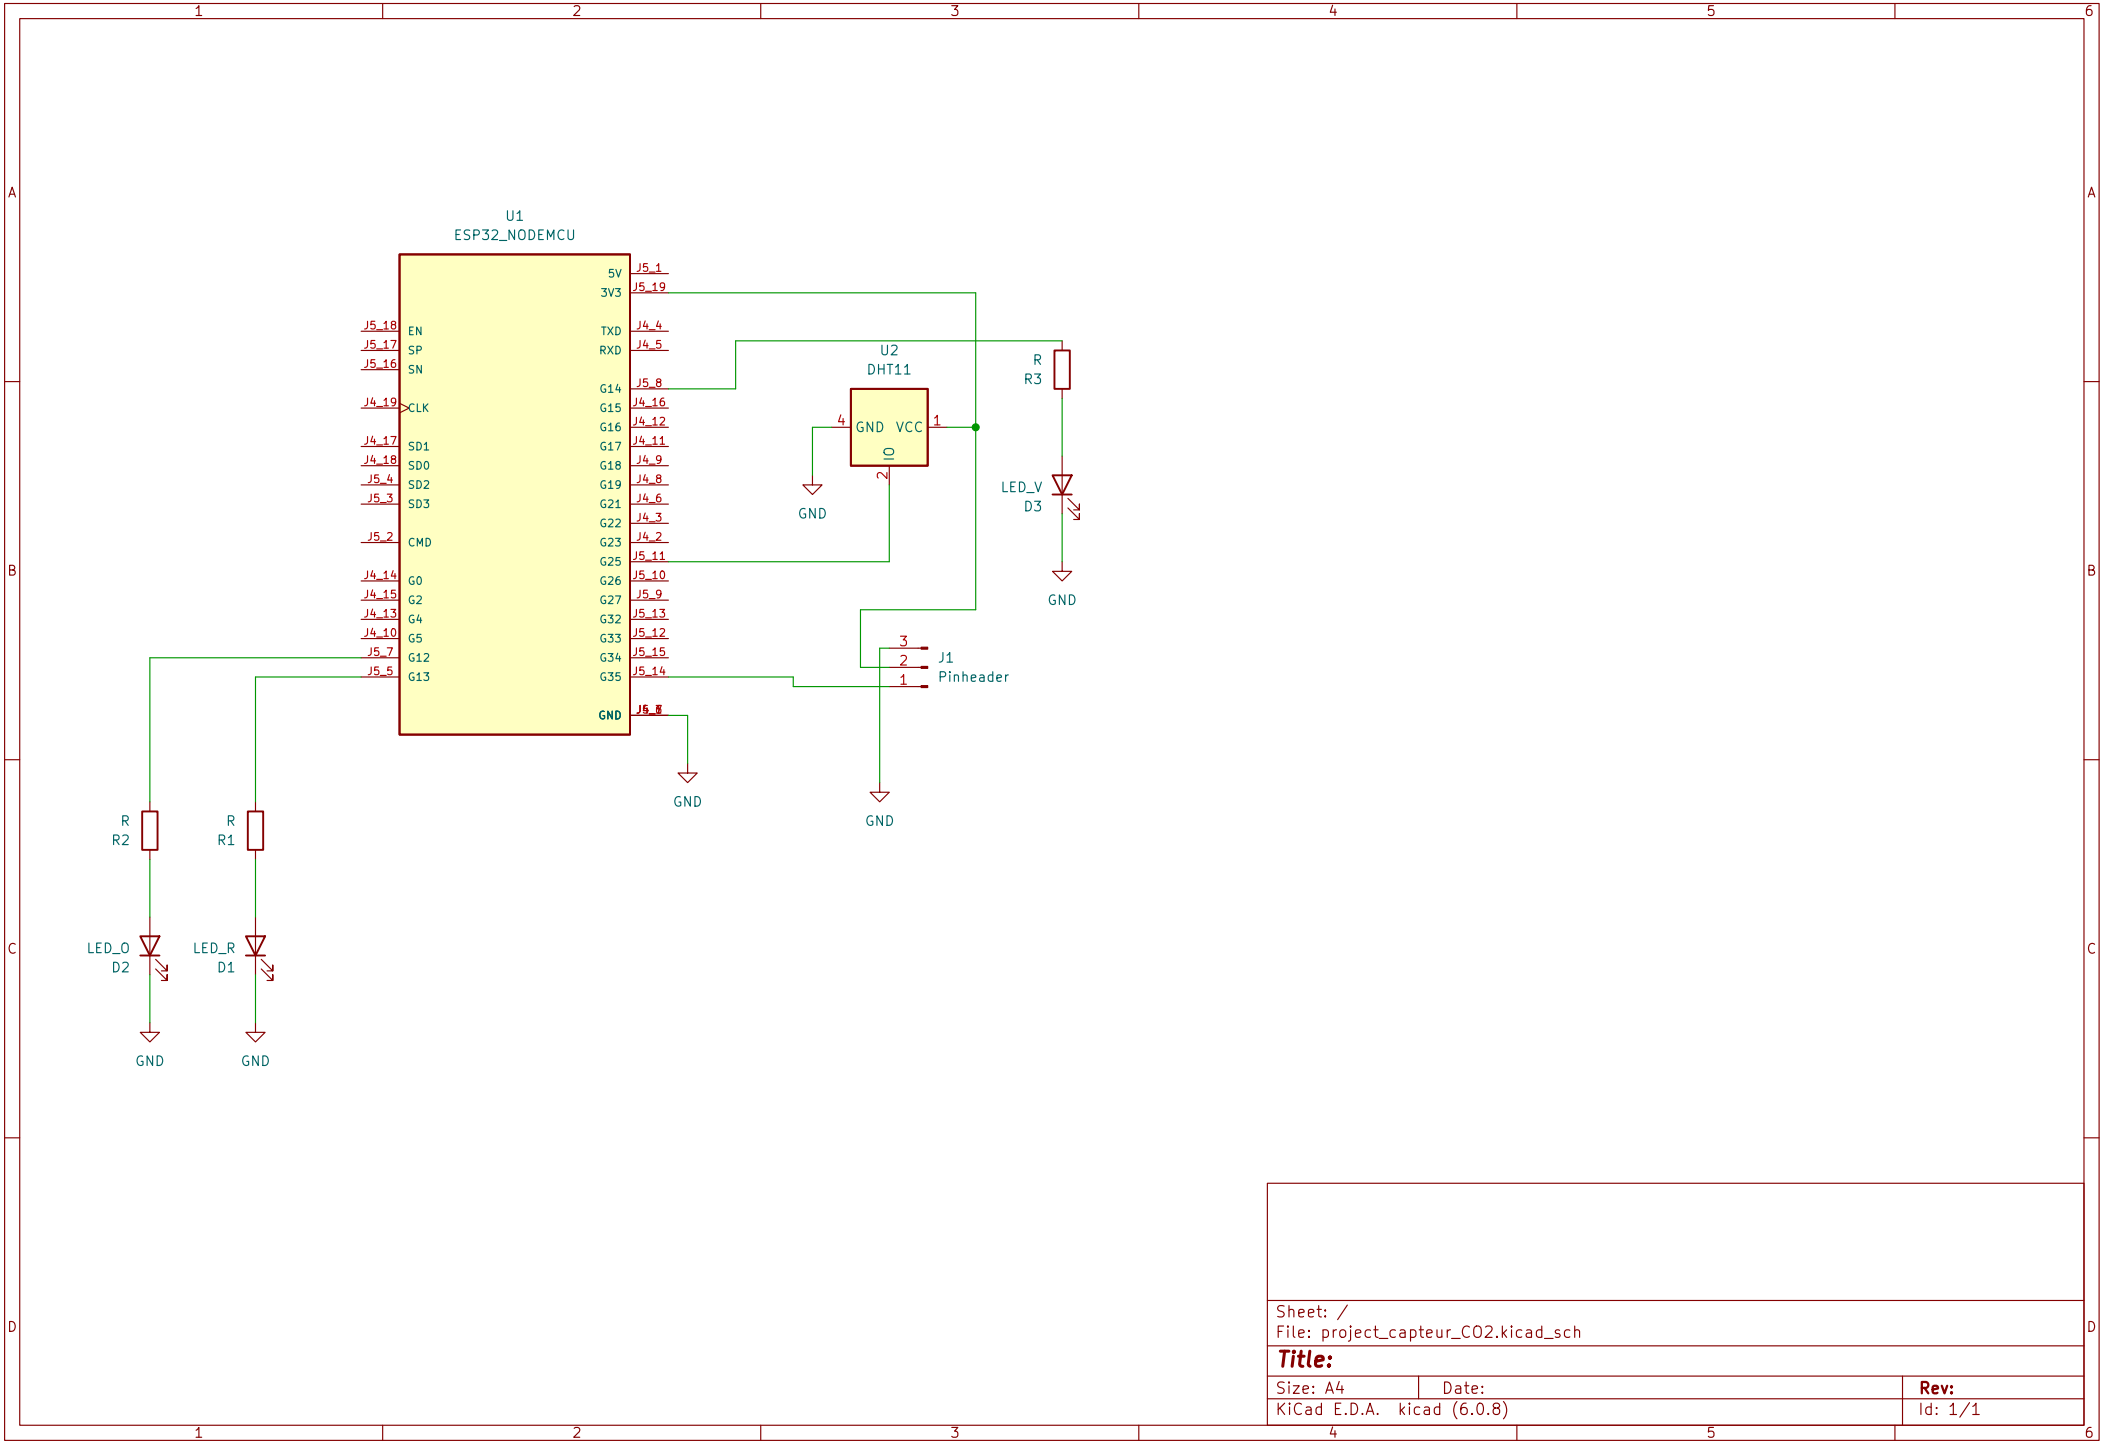 1 2 3 4 5 6
A A
U1
ESP32_NODEMCU
5V J5_1
3V3 J5_19
J5_18 EN TXD J4_4
J5_17 SP RXD J4_5
J5_16 SN
G14 J5_8
J4_19 CLK G15 J4_16
G16 J4_12
J4_17 SD1 G17 J4_11
J4_18 SD0 G18 J4_9
J5_4 SD2 G19 J4_8
J5_3 SD3 G21 J4_6
G22 J4_3
J5_2 CMD G23 J4_2
G25 J5_11
J4_14 G0 G26 J5_10
J4_15 G2 G27 J5_9
J4_13 G4 G32 J5_13
J4_10 G5 G33 J5_12
J5_7 G12 G34 J5_15
J5_5 G13 G35 J5_14
GND
GND
U2
DHT11
4 GND VCC 1
IO
2
GND
R
R3
LED_V
D3
GND
B B
3
2
1
J1
Pinheader
GND
R
R2
R
R1
LED_O
D2
LED_R
D1
GND
GND
C C
D D
Sheet: /
File: project_capteur_CO2.kicad_sch
Title:
Size: A4 Date: Rev:
KiCad E.D.A. kicad (6.0.8) Id: 1/1
1 2 3 4 5 6